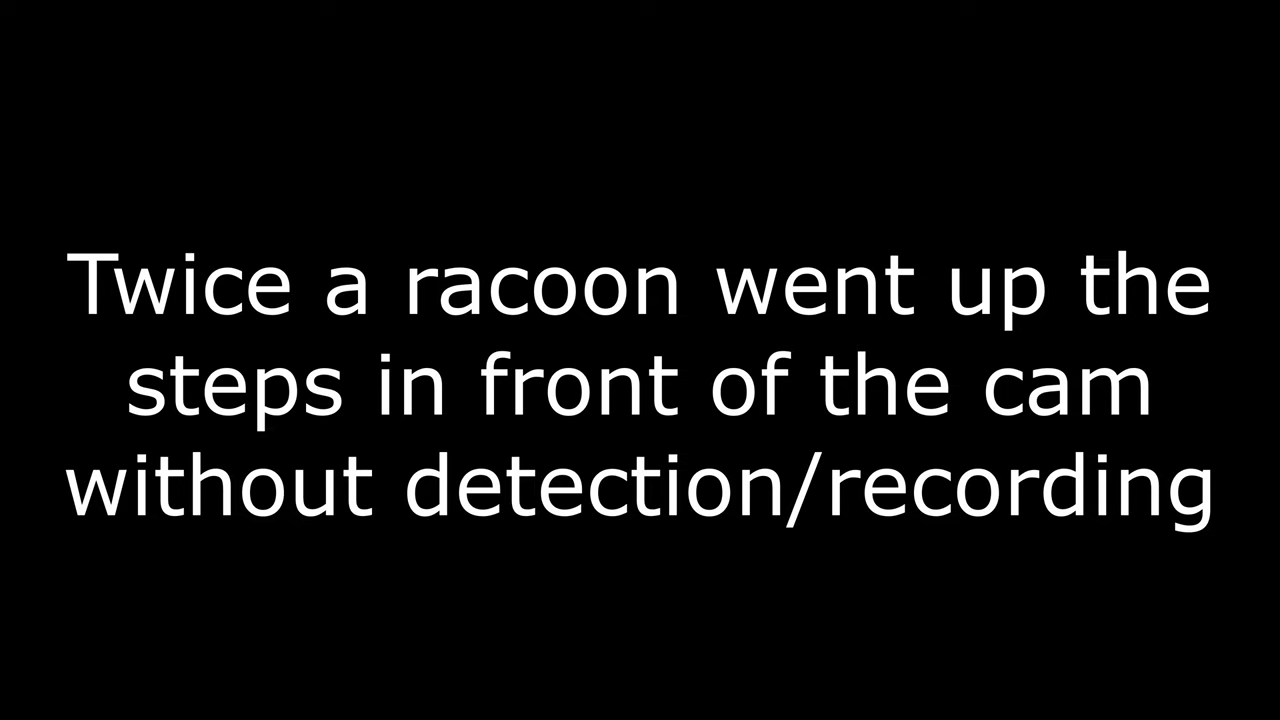 Twice a racoon went up the
steps in front of the cam
without detection/recording